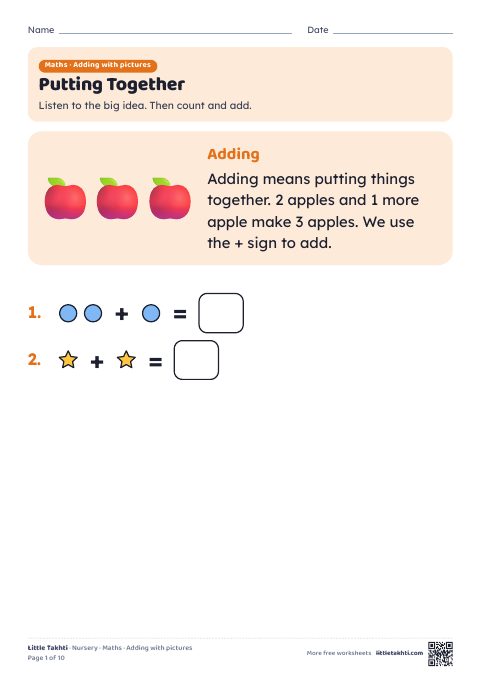 Name
Date
Maths · Adding with pictures
Putting Together
Listen to the big idea. Then count and add.
Adding
Adding means putting things
together. 2 apples and 1 more
apple make 3 apples. We use
the + sign to add.
1. + =
2. + =
Little Takhti · Nursery · Maths · Adding with pictures
Page 1 of 10
More free worksheets littletakhti.com